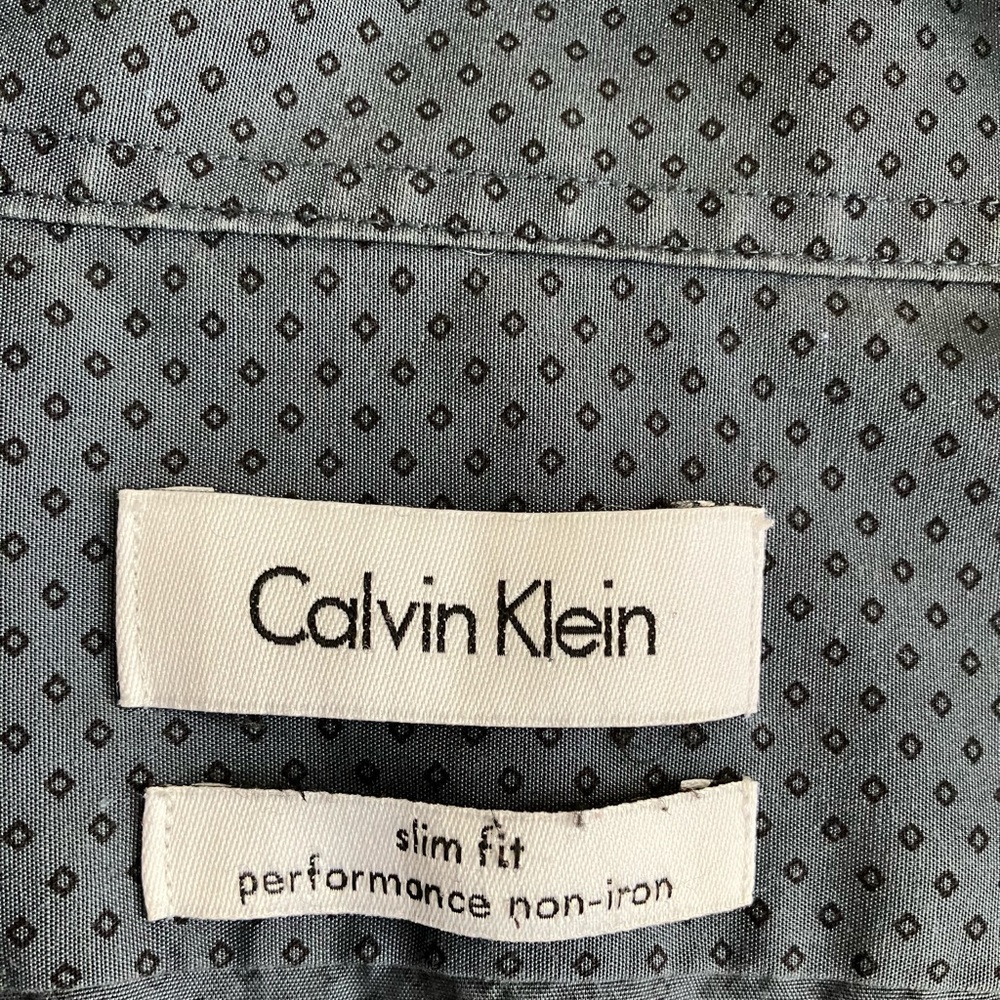 Calvin Klein
slim fit
performance non-iron